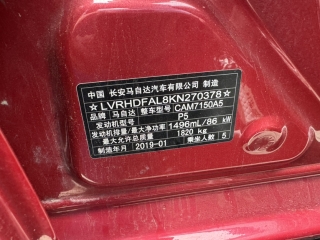 中国 长安马自达汽车有限公司 制造
★LVRHDFAL8KN270378★
品牌 马自达 整车型号 CAM7150A5
发动机型号 P5
发动机排量/最大净功率 1496mL/86 kW
最大允许总质量 1820 kg
制造年月 2019-01 乘坐人数 5